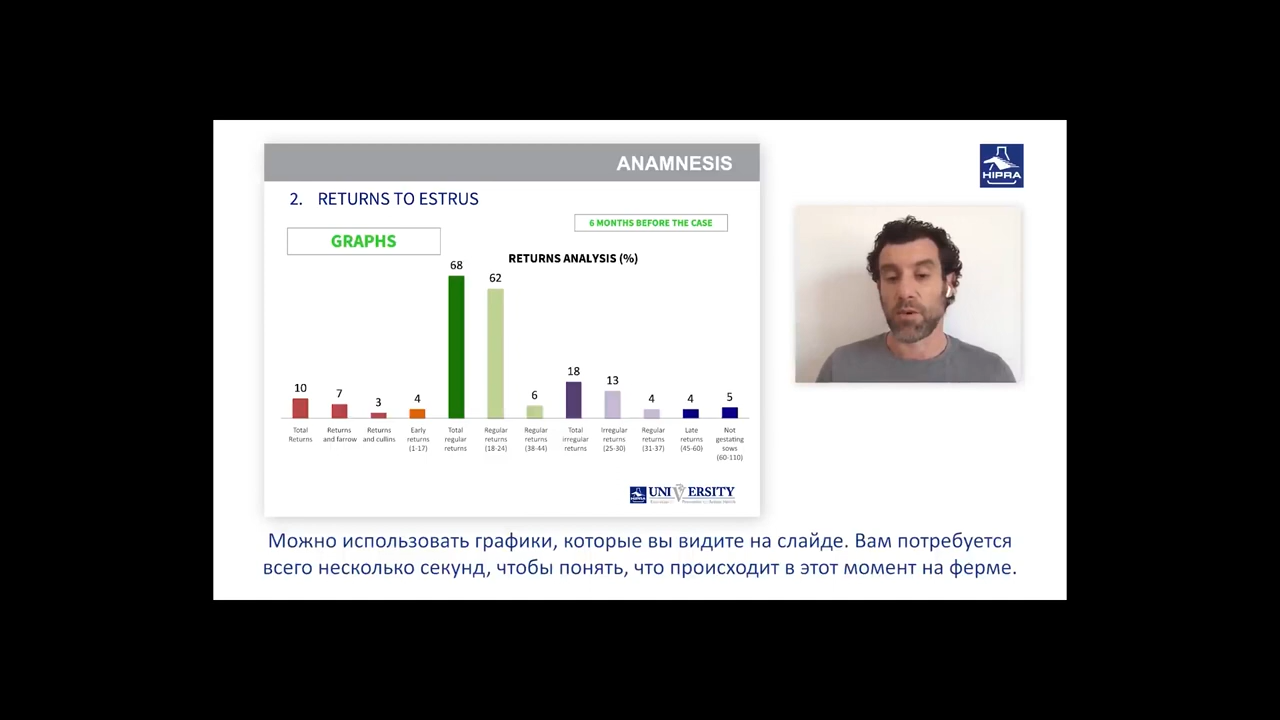 ANAMNESIS
HIPRA
2. RETURNS TO ESTRUS
6 MONTHS BEFORE THE CASE
GRAPHS
RETURNS ANALYSIS (%)
68
62
18
13
10
7
3
4
6
4
4
5
Total Returns
Returns and farrow
Returns and cullins
Early returns (1-17)
Total regular returns
Regular returns (18-24)
Regular returns (38-44)
Total irregular returns
Irregular returns (25-30)
Regular returns (31-37)
Late returns (45-60)
Not gestating sows (60-110)
HIPRA
UNIVERSITY
Можно использовать графики, которые вы видите на слайде. Вам потребуется
всего несколько секунд, чтобы понять, что происходит в этот момент на ферме.